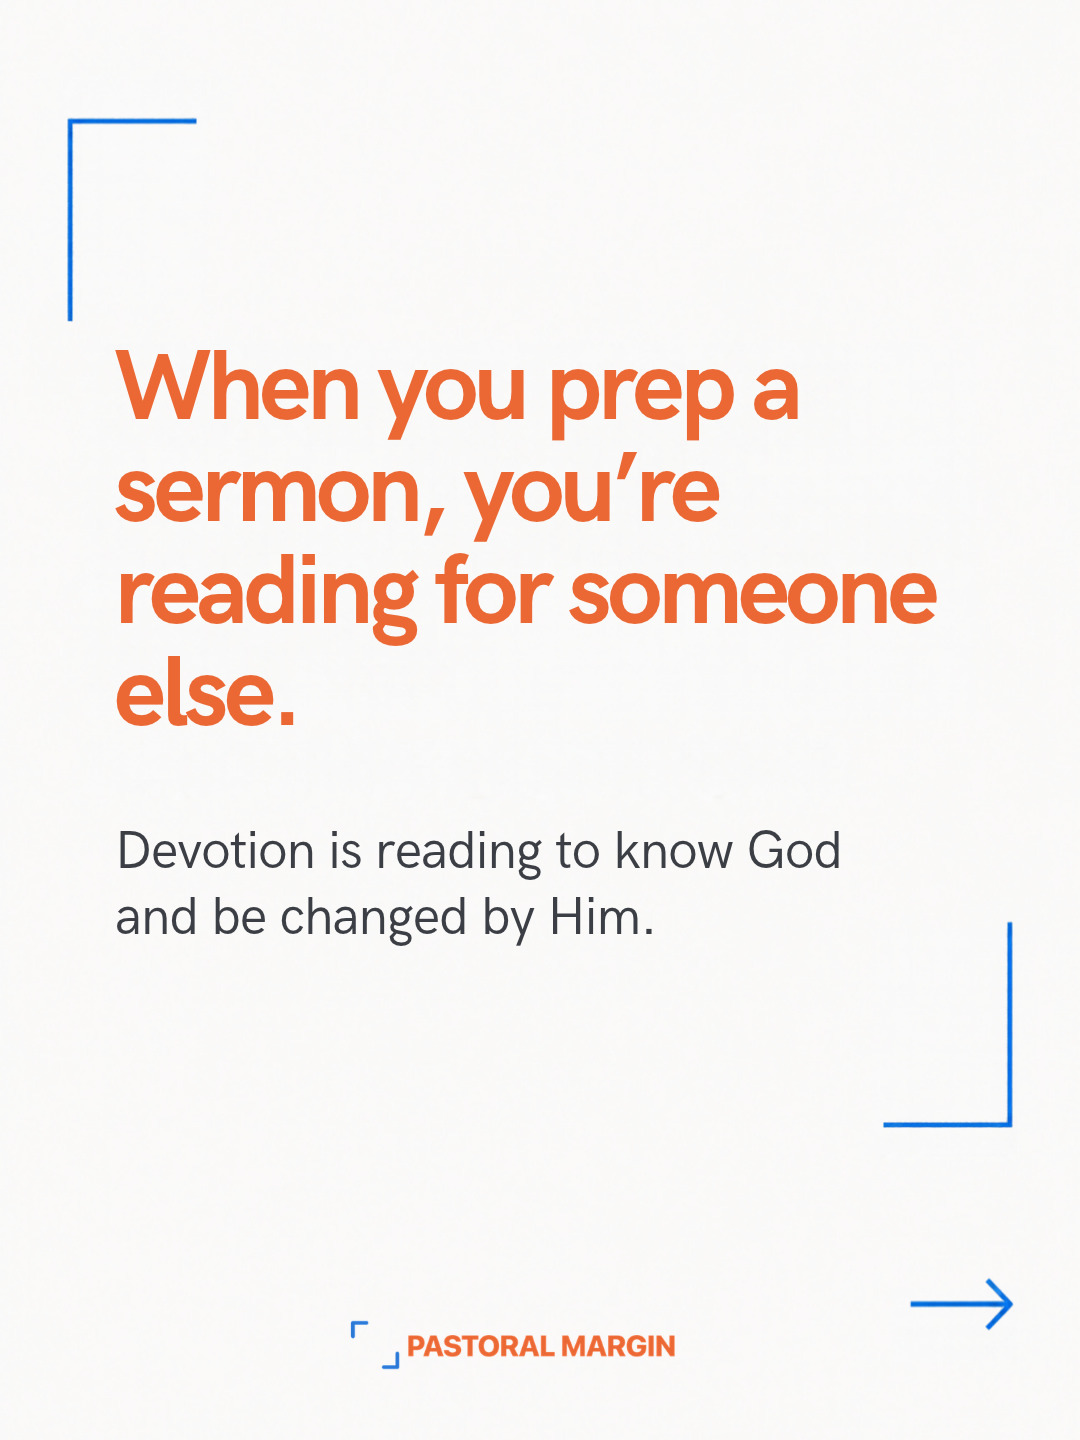 When you prep a
sermon, you’re
reading for someone
else.
Devotion is reading to know God
and be changed by Him.
PASTORAL MARGIN